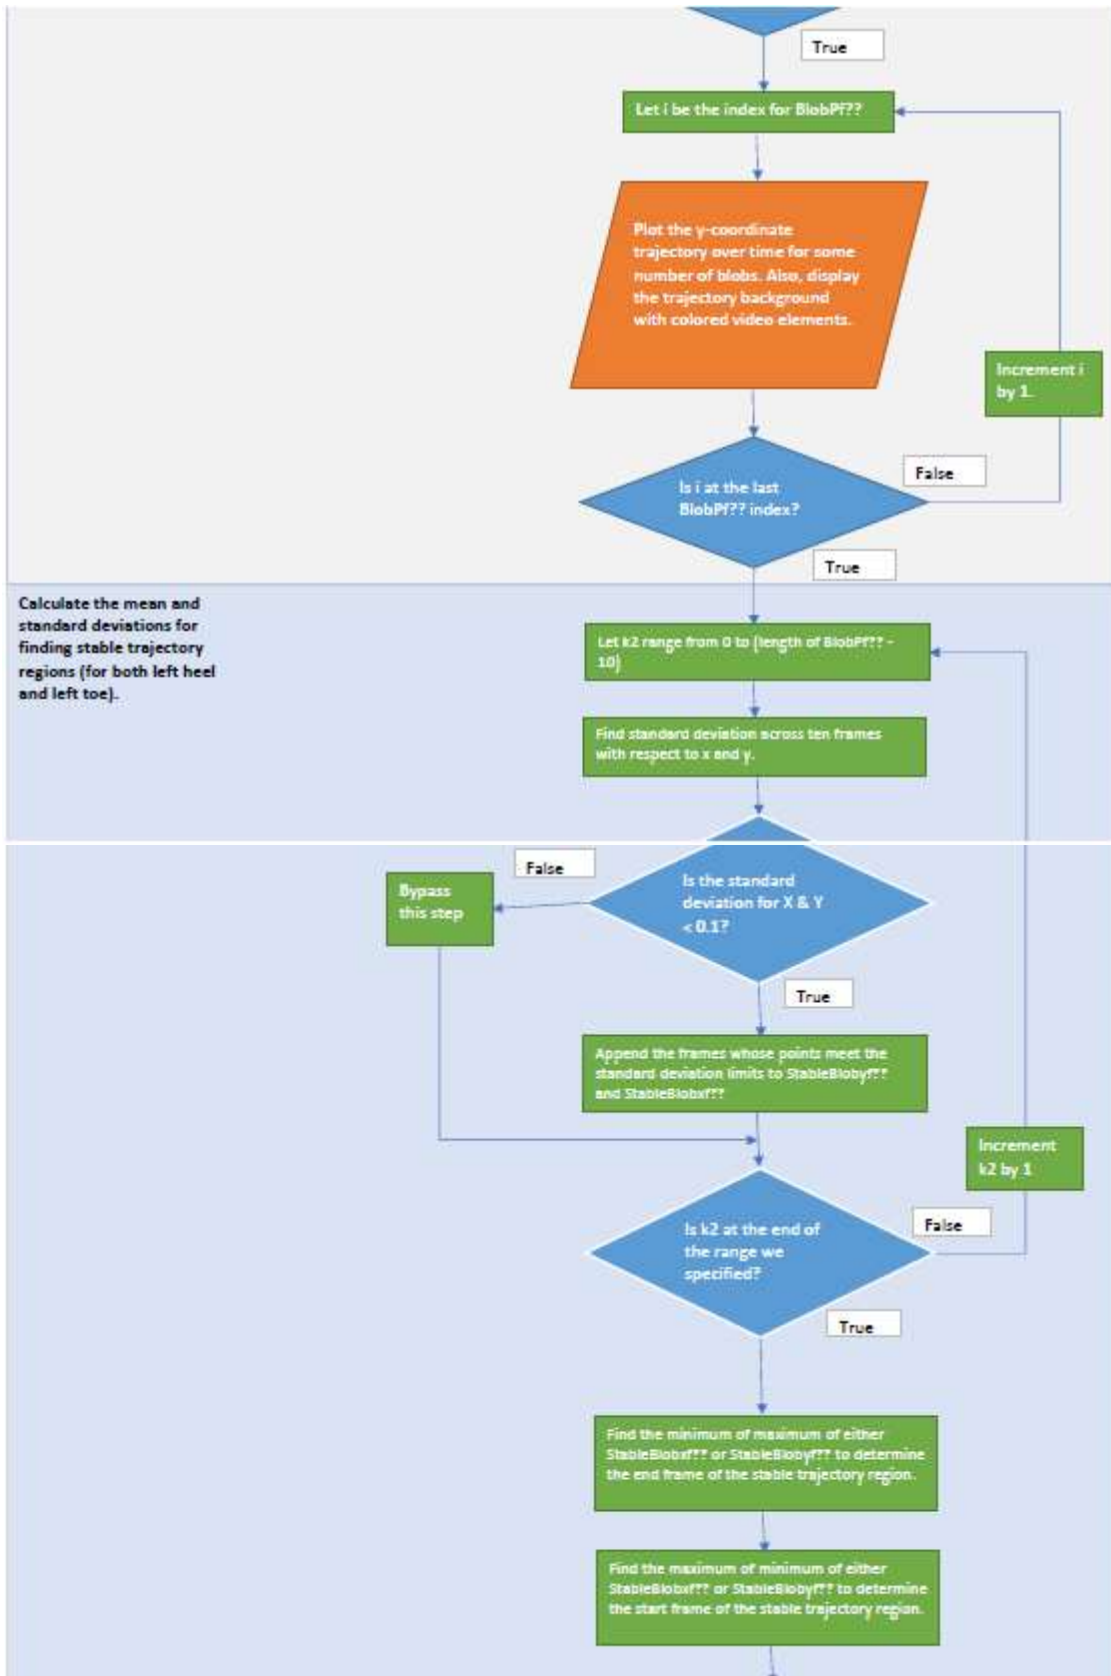 True
Let i be the index for BlobPf??
Plot the y-coordinate
trajectory over time for some
number of blobs. Also, display
the trajectory background
with colored video elements.
Increment i
by 1.
False
Is i at the last
BlobPf?? index?
True
Calculate the mean and
standard deviations for
finding stable trajectory
regions (for both left heel
and left toe).
Let k2 range from 0 to (length of BlobPf?? -
10)
Find standard deviation across ten frames
with respect to x and y.
False
Bypass
this step
Is the standard
deviation for X & Y
< 0.1?
True
Append the frames whose points meet the
standard deviation limits to StableBlobyf??
and StableBlobxf??
Increment
k2 by 1
Is k2 at the end of
the range we
specified?
False
True
Find the minimum of maximum of either
StableBlobxf?? or StableBlobyf?? to determine
the end frame of the stable trajectory region.
Find the maximum of minimum of either
StableBlobxf?? or StableBlobyf?? to determine
the start frame of the stable trajectory region.